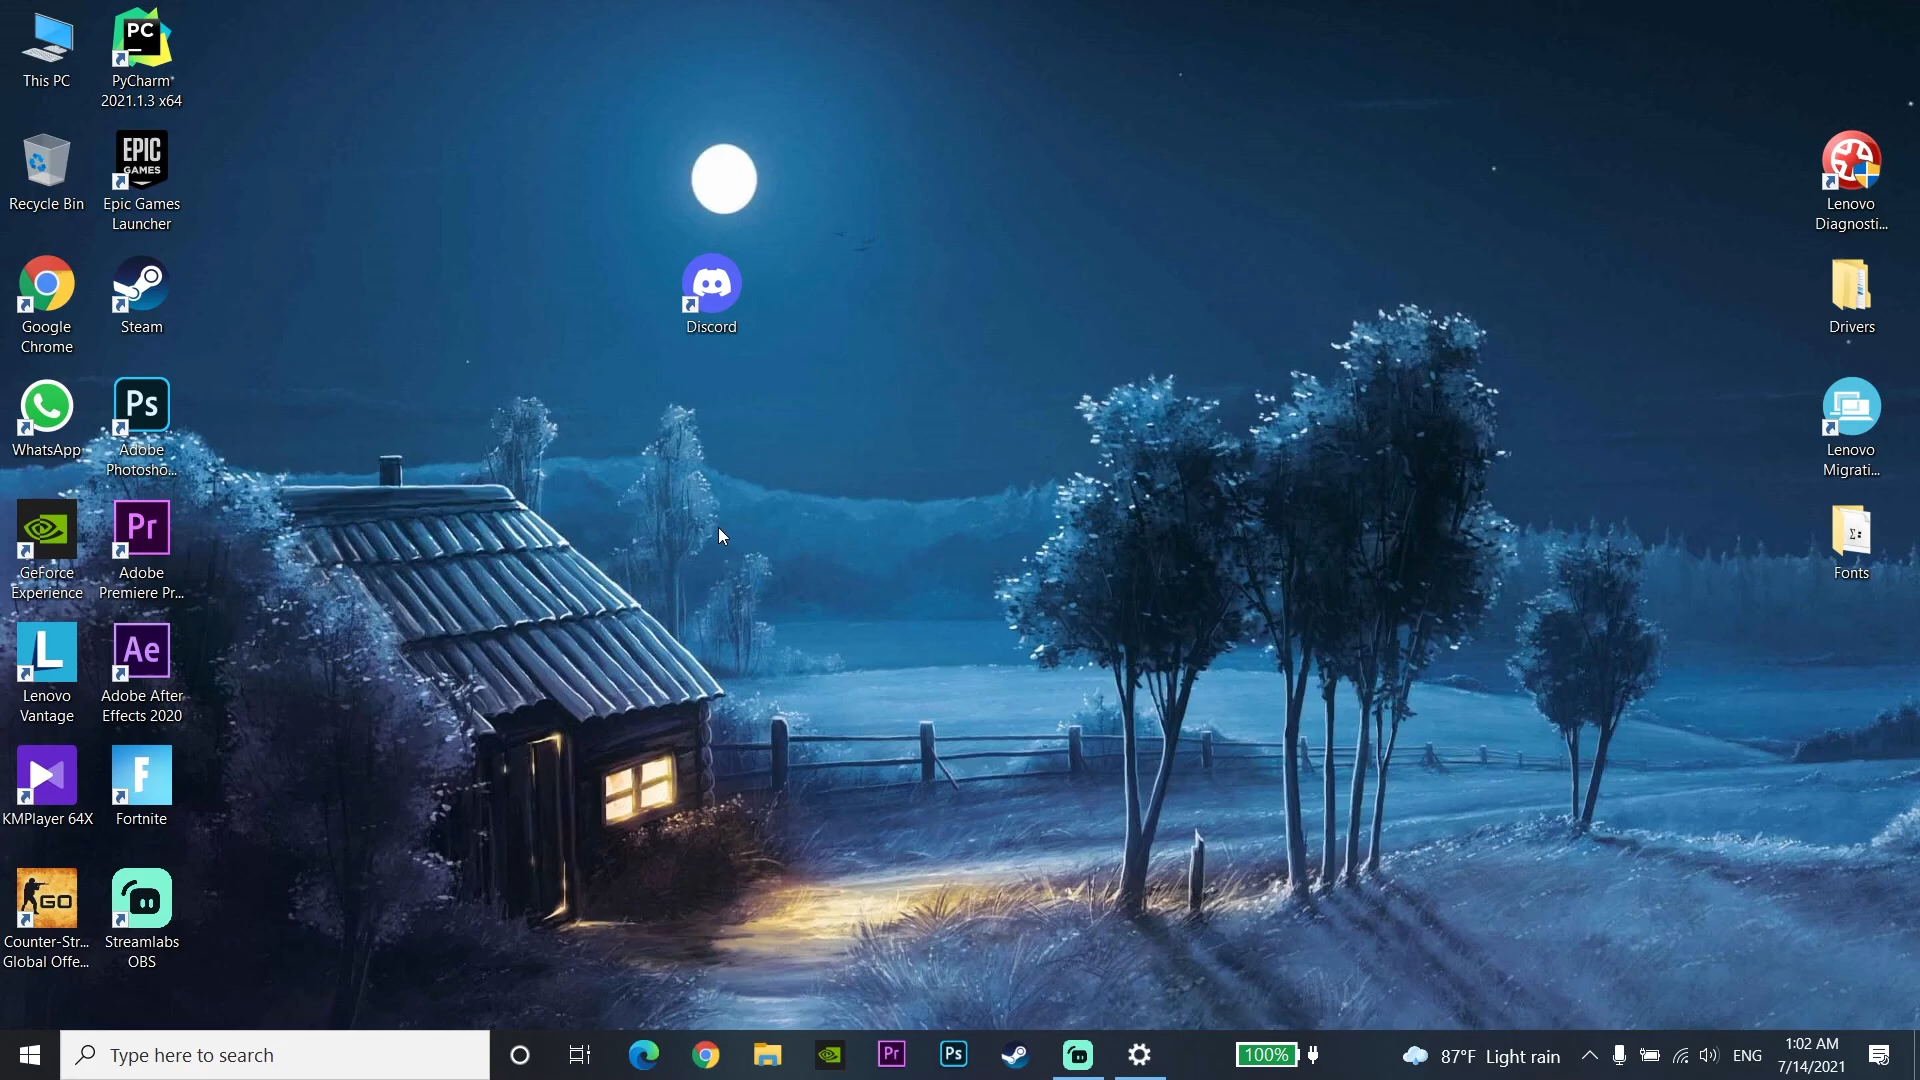 This PC
PC
PyCharm
2021.1.3 x64
Recycle Bin
EPIC
GAMES
Epic Games
Launcher
Google
Chrome
Steam
WhatsApp
Ps
Adobe
Photosho...
GeForce
Experience
Pr
Adobe
Premiere Pr...
L
Lenovo
Vantage
Ae
Adobe After
Effects 2020
KMPlayer 64X
F
Fortnite
GO
Counter-Str...
Global Offe...
Streamlabs
OBS
Discord
Lenovo
Diagnosti...
Drivers
Lenovo
Migrati...
Fonts
Type here to search
Pr
Ps
100%
87°F Light rain
ENG
1:02 AM
7/14/2021